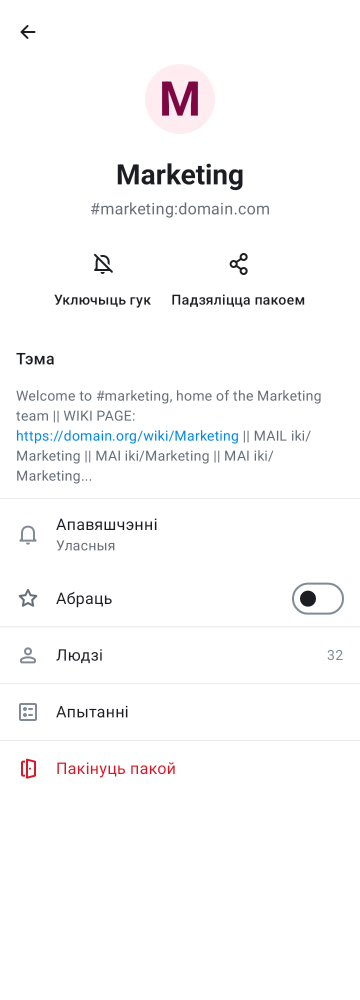 M
Marketing
#marketing:domain.com
Уключыць гук
Падзяліцца пакоем
Тэма
Welcome to #marketing, home of the Marketing
team || WIKI PAGE:
https://domain.org/wiki/Marketing || MAIL iki/
Marketing || MAI iki/Marketing || MAI iki/
Marketing...
Апавяшчэнні
Уласныя
Абраць
Людзі 32
Апытанні
Пакінуць пакой